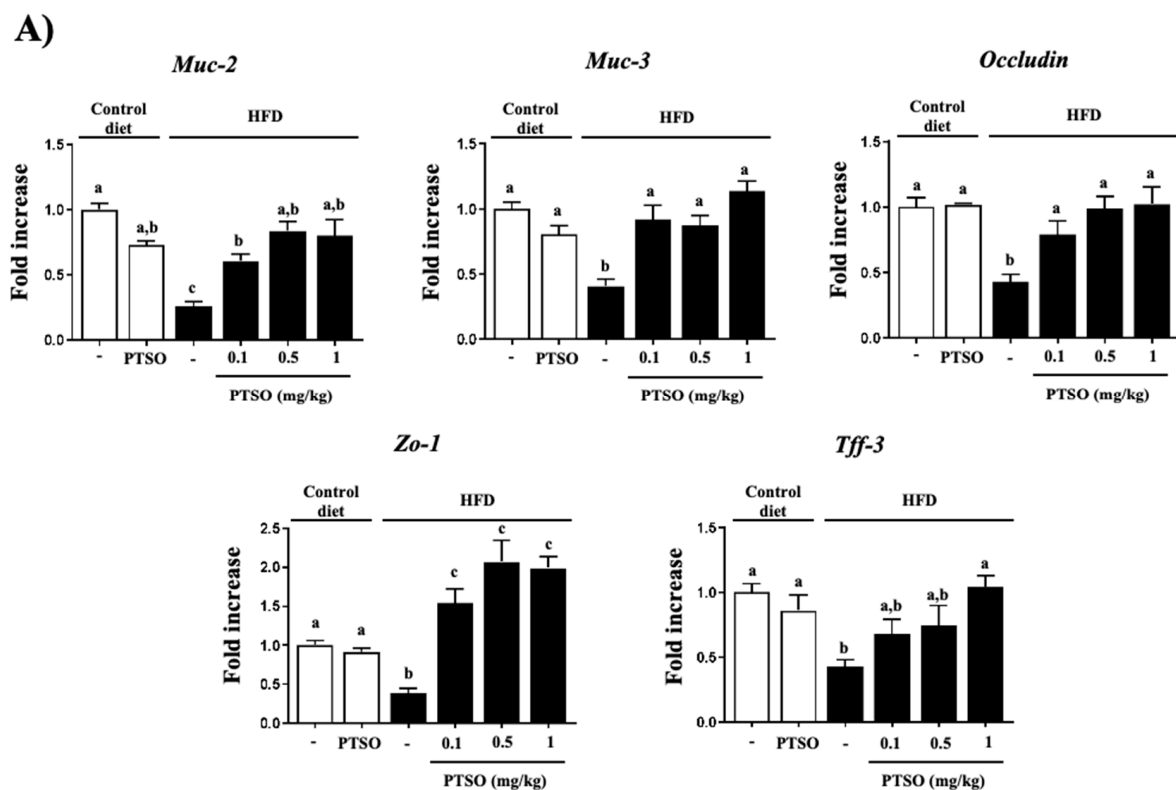 A)
Muc-2
Control diet
HFD
Fold increase
1.5
1.0
0.5
0.0
a
a,b
c
b
a,b
a,b
- PTSO - 0.1 0.5 1
PTSO (mg/kg)
Muc-3
Control diet
HFD
Fold increase
1.5
1.0
0.5
0.0
a
a
b
a
a
a
- PTSO - 0.1 0.5 1
PTSO (mg/kg)
Occludin
Control diet
HFD
Fold increase
1.5
1.0
0.5
0.0
a
a
b
a
a
a
- PTSO - 0.1 0.5 1
PTSO (mg/kg)
Zo-1
Control
diet
HFD
Fold increase
2.5
2.0
1.5
1.0
0.5
0.0
a
a
b
c
c
c
- PTSO - 0.1 0.5 1
PTSO (mg/kg)
Tff-3
Control
diet
HFD
Fold increase
1.5
1.0
0.5
0.0
a
a
b
a,b
a,b
a
- PTSO - 0.1 0.5 1
PTSO (mg/kg)